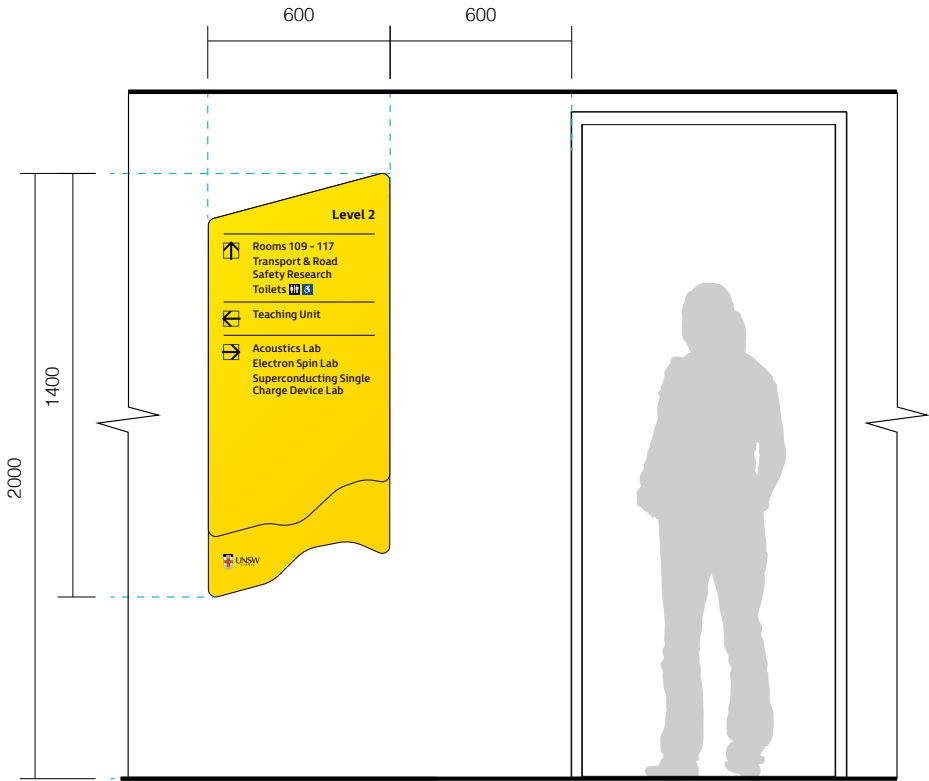 600
600
Level 2
Rooms 109 - 117
Transport & Road
Safety Research
Toilets
Teaching Unit
Acoustics Lab
Electron Spin Lab
Superconducting Single
Charge Device Lab
1400
2000
UNSW